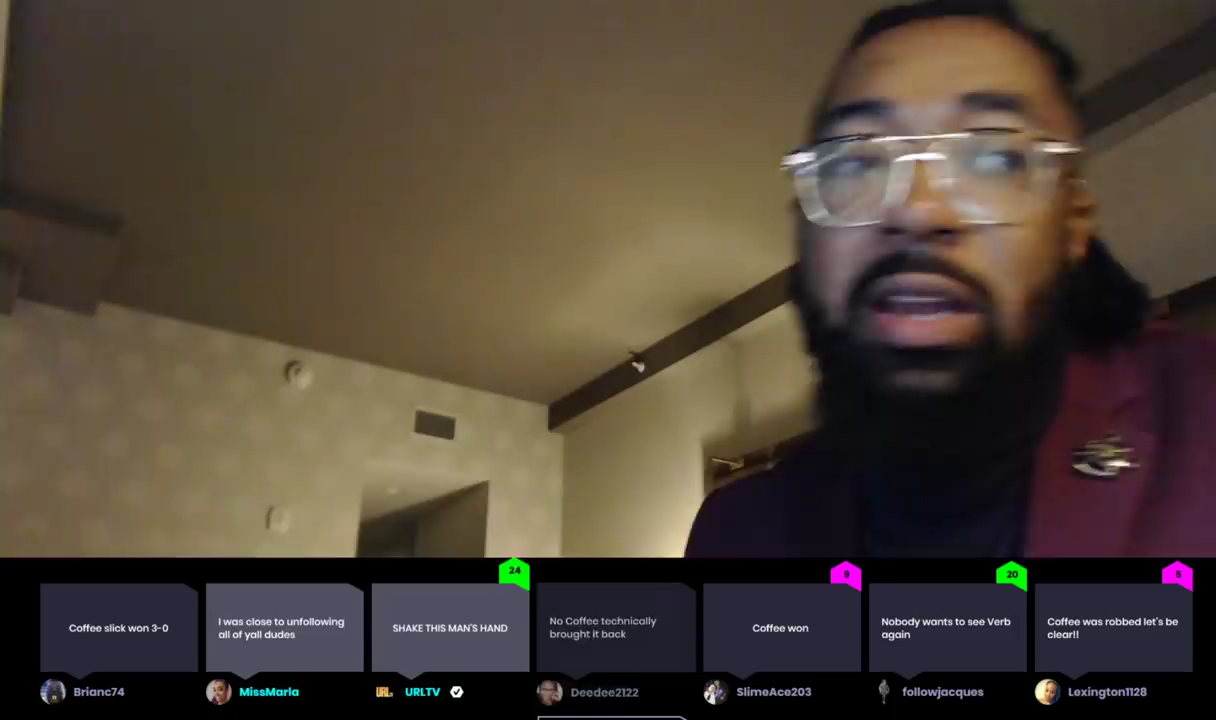 24
9
20
5
Coffee slick won 3-0
I was close to unfollowing
all of yall dudes
SHAKE THIS MAN'S HAND
No Coffee technically
brought it back
Coffee won
Nobody wants to see Verb
again
Coffee was robbed let's be
clear!!
Brianc74
MissMarla
URL
URLTV
Deedee2122
SlimeAce203
followjacques
Lexington1128